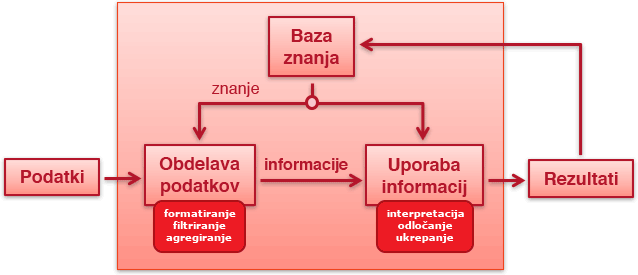 Baza
znanja
znanje
Podatki
Obdelava
podatkov
informacije
Uporaba
informacij
Rezultati
formatiranje
filtriranje
agregiranje
interpretacija
odločanje
ukrepanje